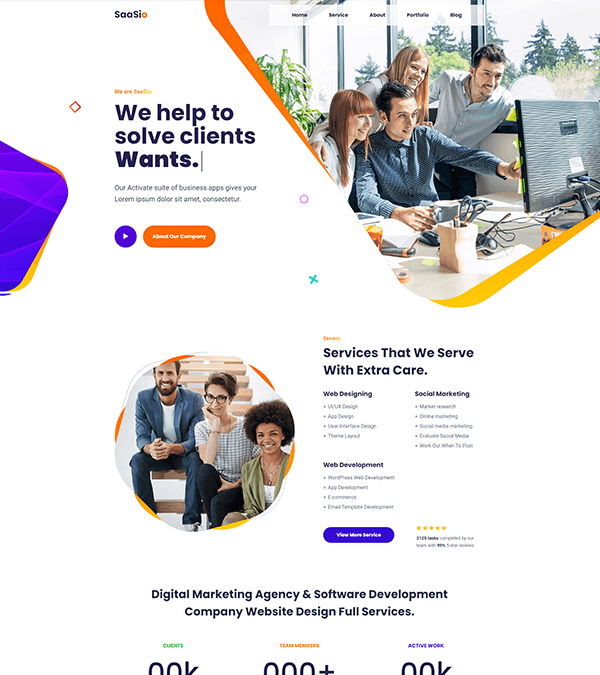 SaaSio
Home Service About Portfolio Blog
We are SaaSio
We help to
solve clients
Wants.
Our Activate suite of business apps gives your
Lorem ipsum dolor sit amet, consectetur.
About Our Company
Service
Services That We Serve
With Extra Care.
Web Designing
+ UI/UX Design
+ App Design
+ User Interface Design
+ Theme Layout
Social Marketing
+ Market research
+ Online marketing
+ Social media marketing
+ Evaluate Social Media
+ Work Out When To Post
Web Development
+ WordPress Web Development
+ App Development
+ E-commerce
+ Email Template Development
View More Service
2125 tasks completed by our
team with 99% 5-star reviews
Digital Marketing Agency & Software Development
Company Website Design Full Services.
CLIENTS TEAM MEMBERS ACTIVE WORK
00k 000+ 00k